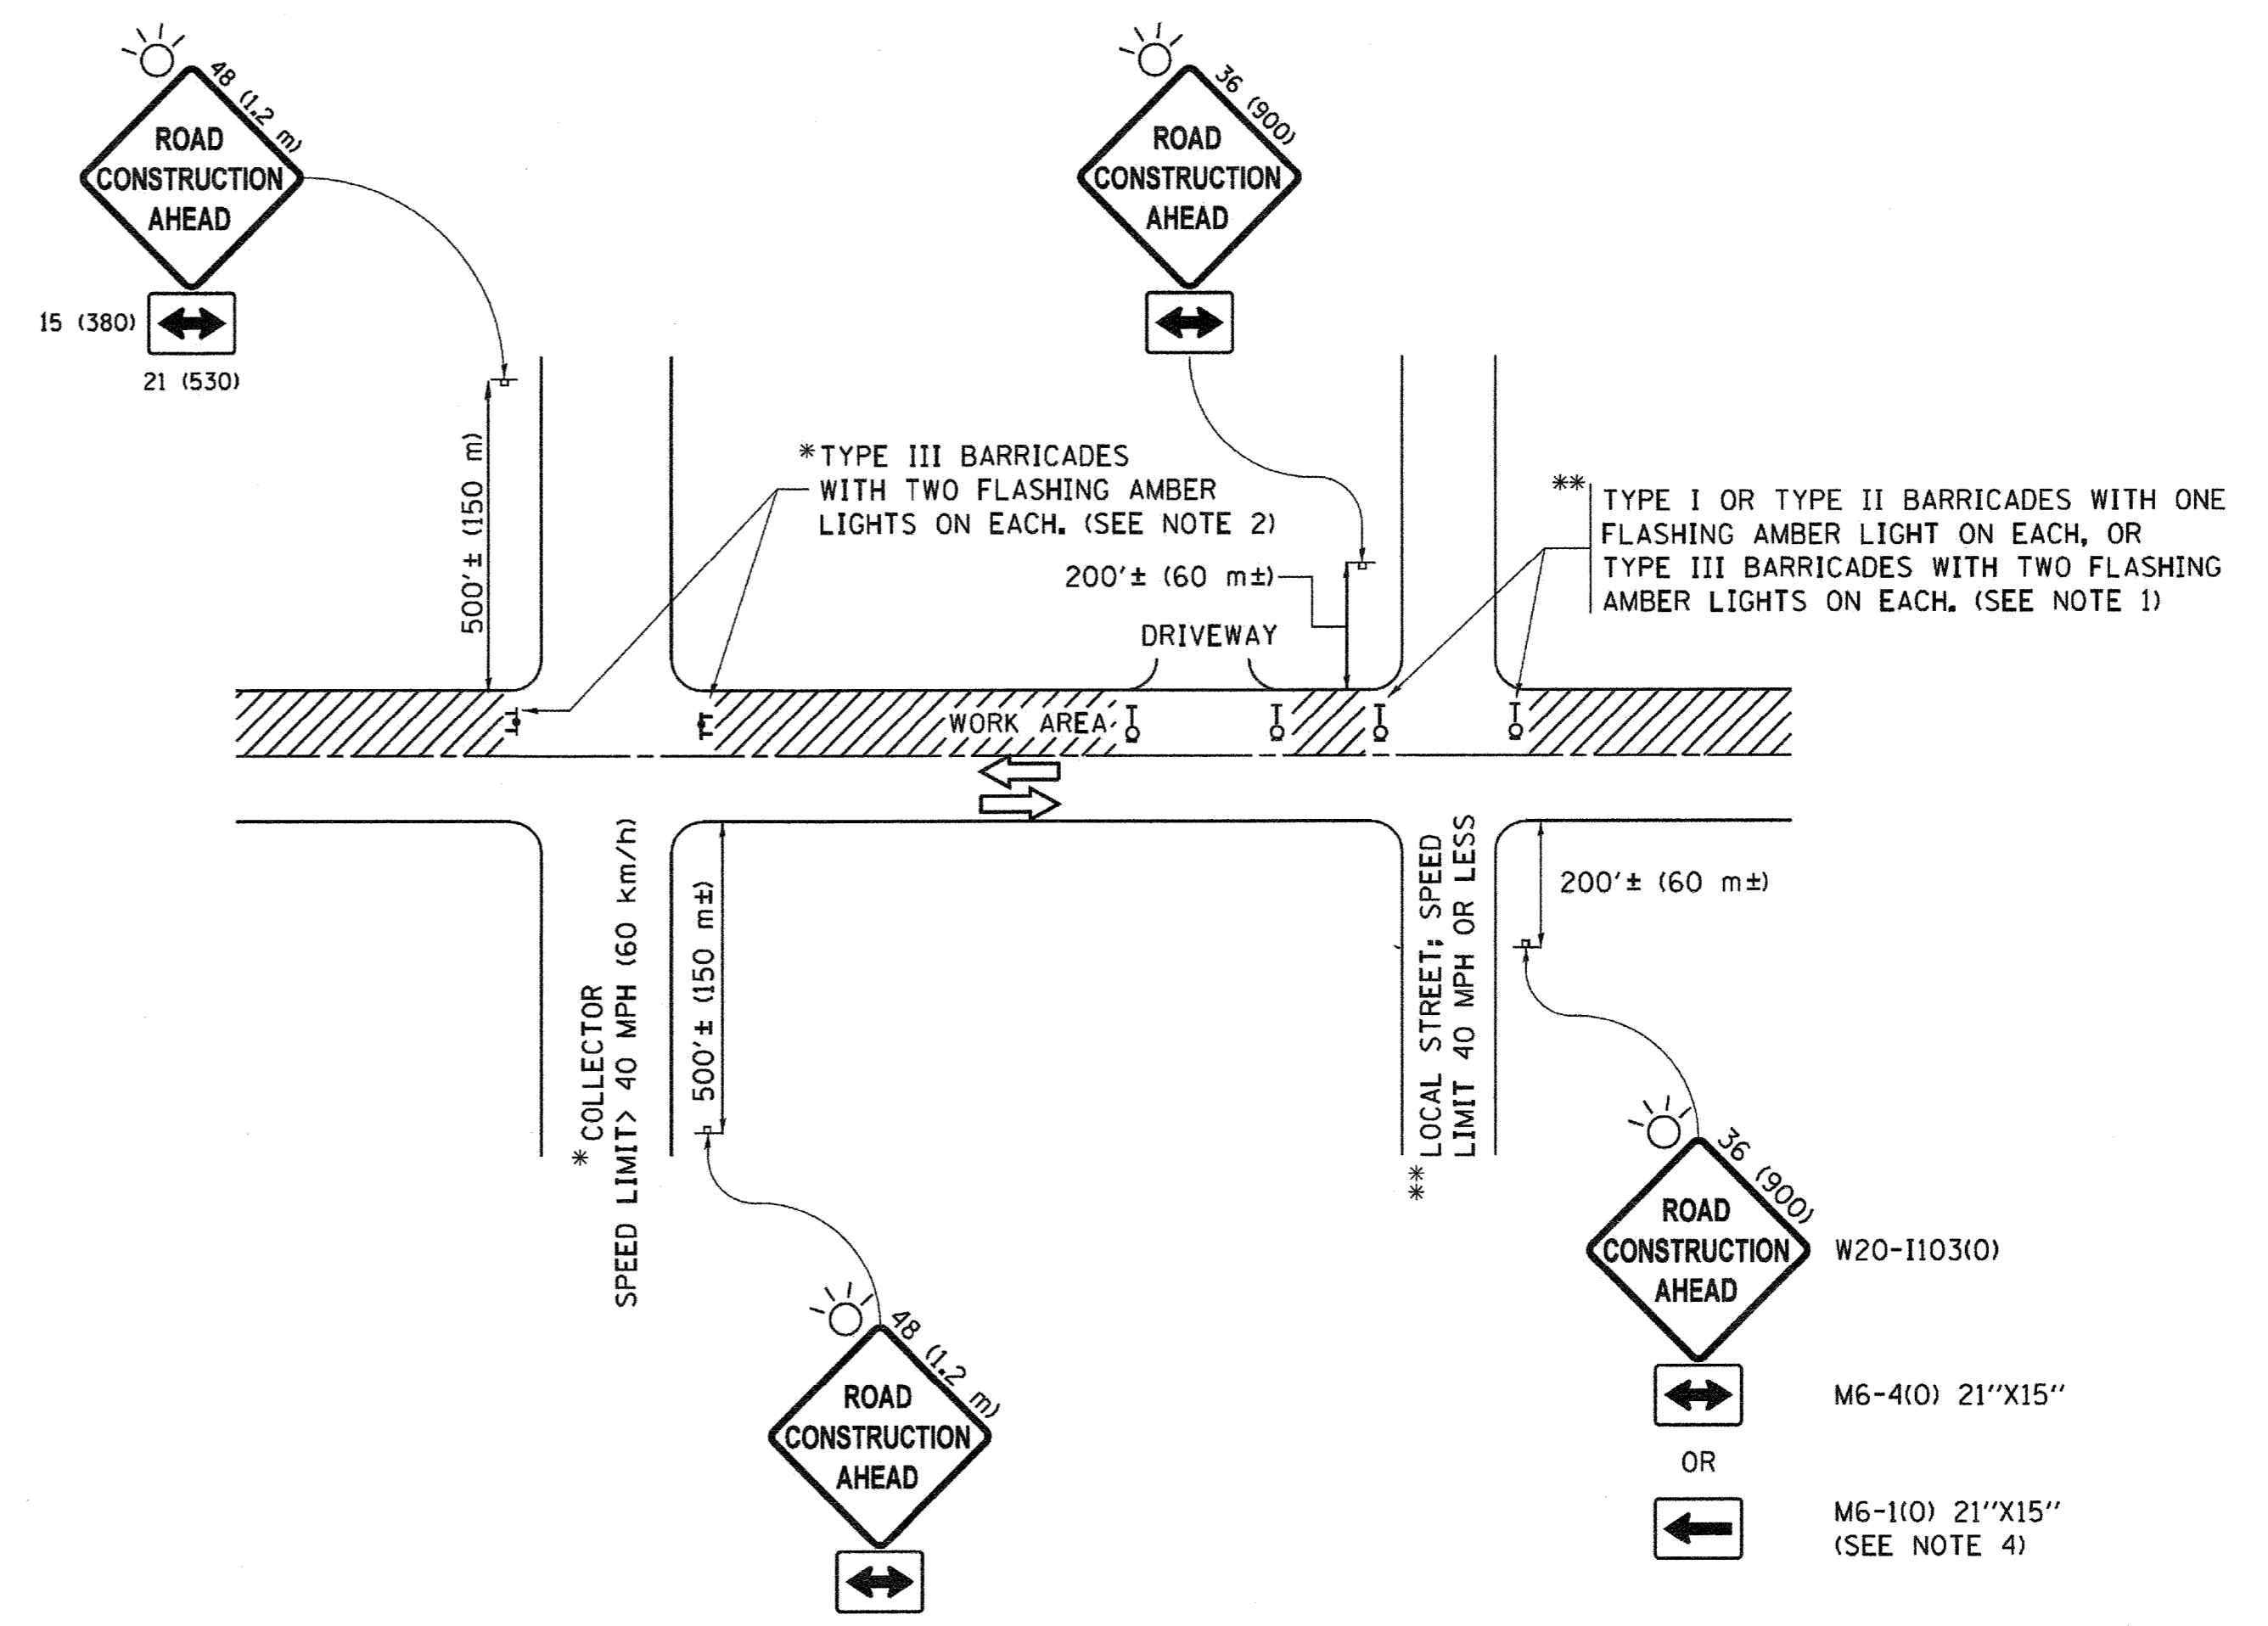 48 (1.2 m)
ROAD
CONSTRUCTION
AHEAD
15 (380)
21 (530)
36 (900)
ROAD
CONSTRUCTION
AHEAD
500'± (150 m)
*TYPE III BARRICADES
WITH TWO FLASHING AMBER
LIGHTS ON EACH. (SEE NOTE 2)
200'± (60 m±)
DRIVEWAY
** TYPE I OR TYPE II BARRICADES WITH ONE
FLASHING AMBER LIGHT ON EACH, OR
TYPE III BARRICADES WITH TWO FLASHING
AMBER LIGHTS ON EACH. (SEE NOTE 1)
WORK AREA
* COLLECTOR
SPEED LIMIT> 40 MPH (60 km/h)
500'± (150 m±)
** LOCAL STREET; SPEED
LIMIT 40 MPH OR LESS
200'± (60 m±)
48 (1.2 m)
ROAD
CONSTRUCTION
AHEAD
36 (900)
ROAD
CONSTRUCTION
AHEAD
W20-I103(O)
M6-4(O) 21"X15"
OR
M6-1(O) 21"X15"
(SEE NOTE 4)